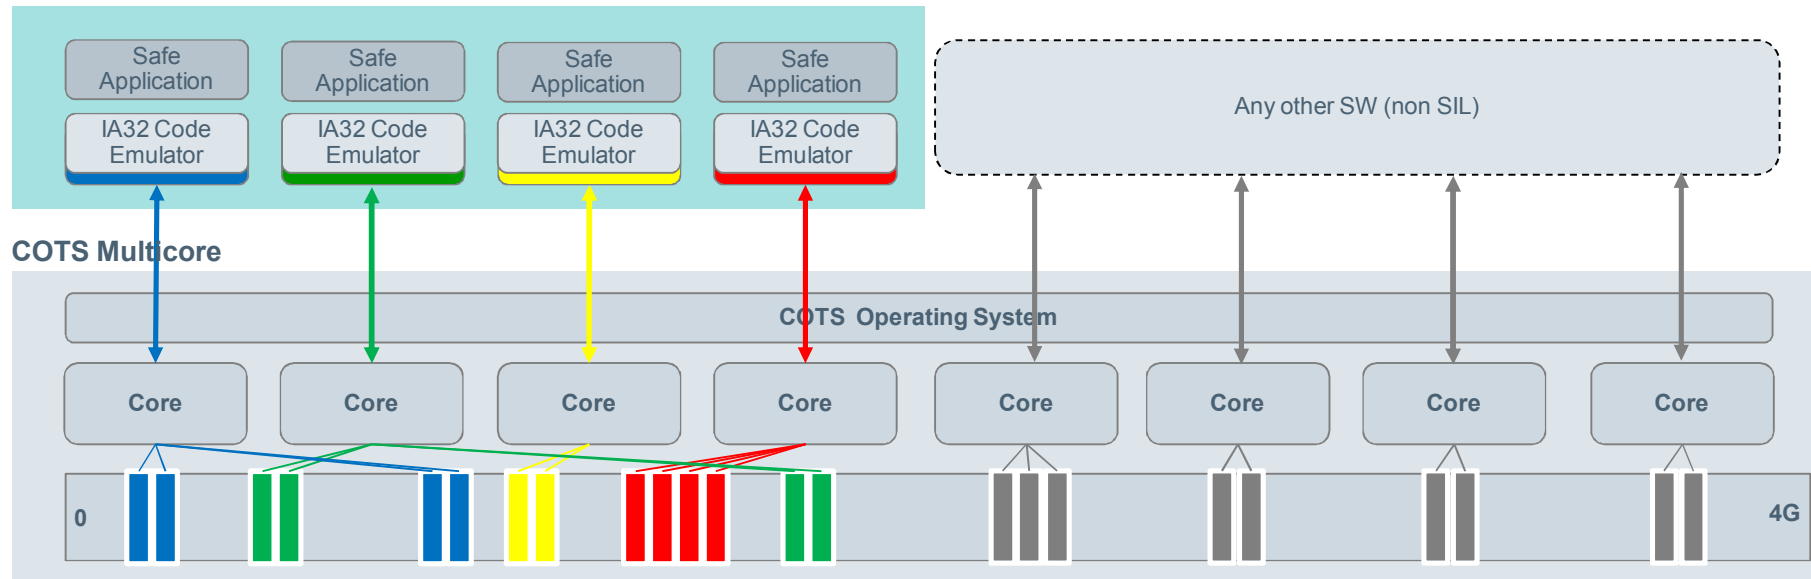 Safe
Application
Safe
Application
Safe
Application
Safe
Application
IA32 Code
Emulator
IA32 Code
Emulator
IA32 Code
Emulator
IA32 Code
Emulator
Any other SW (non SIL)
COTS Multicore
COTS Operating System
Core
Core
Core
Core
Core
Core
Core
Core
0
4G